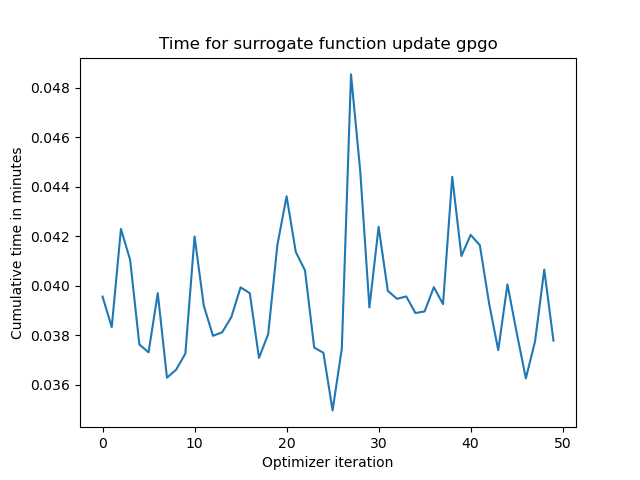 Time for surrogate function update gpgo
0.048
0.046
0.044
0.042
0.040
0.038
0.036
Cumulative time in minutes
0 10 20 30 40 50
Optimizer iteration